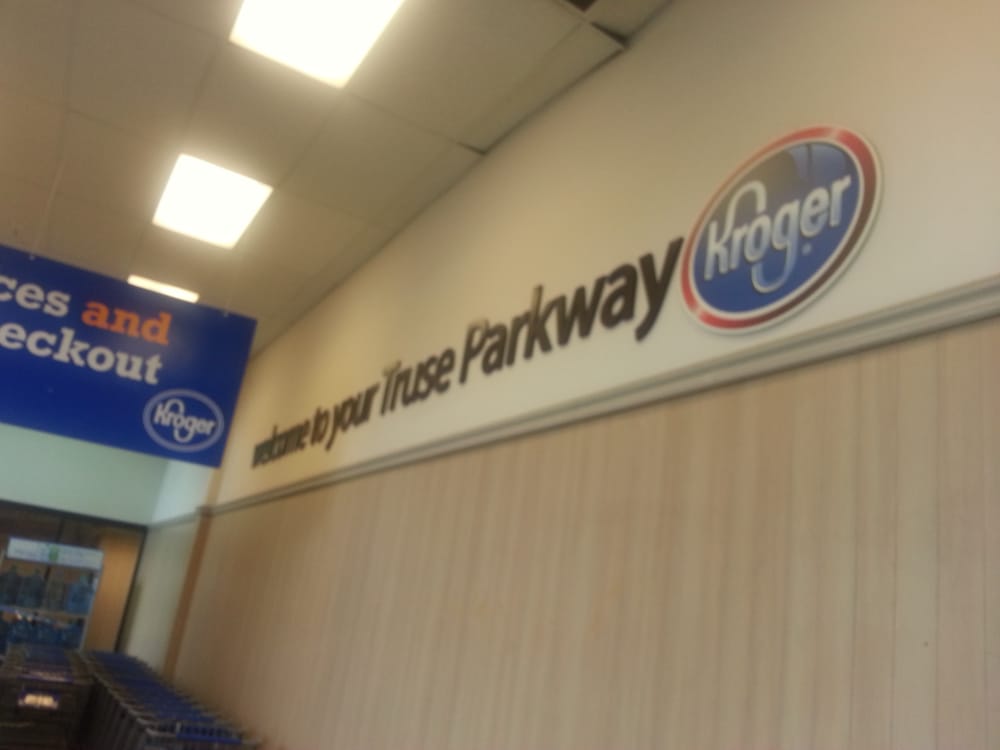 ces and
eckout
Kroger
welcome to your Truse Parkway
Kroger